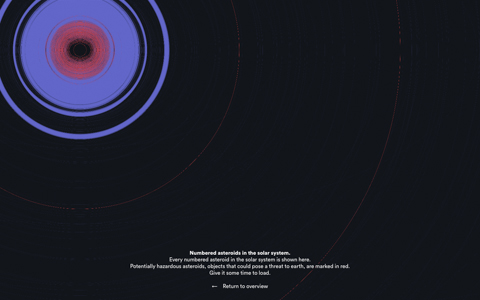 Numbered asteroids in the solar system.
Every numbered asteroid in the solar system is shown here.
Potentially hazardous asteroids, objects that could pose a threat to earth, are marked in red.
Give it some time to load.
← Return to overview